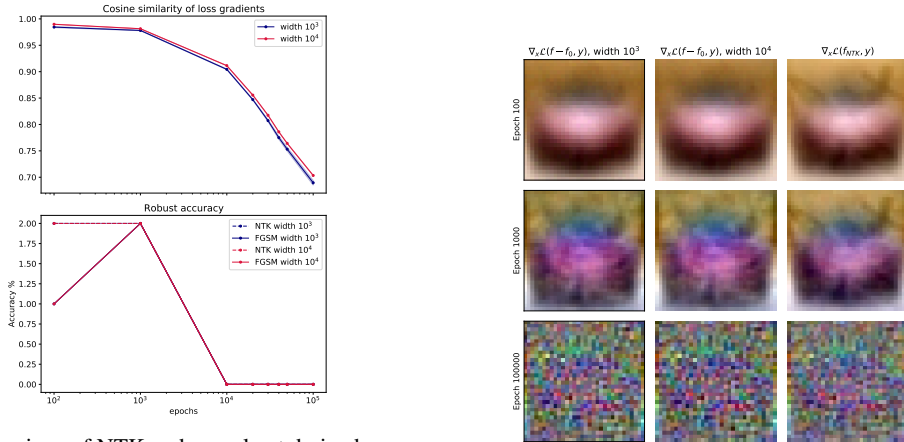 Cosine similarity of loss gradients
width 10³
width 10⁴
1.00
0.95
0.90
0.85
0.80
0.75
0.70
Robust accuracy
NTK width 10³
FGSM width 10³
NTK width 10⁴
FGSM width 10⁴
Accuracy %
2.00
1.75
1.50
1.25
1.00
0.75
0.50
0.25
0.00
10² 10³ 10⁴ 10⁵
epochs
∇ₓℒ(f − f₀, y), width 10³
∇ₓℒ(f − f₀, y), width 10⁴
∇ₓℒ(f_NTK, y)
Epoch 100
Epoch 1000
Epoch 100000